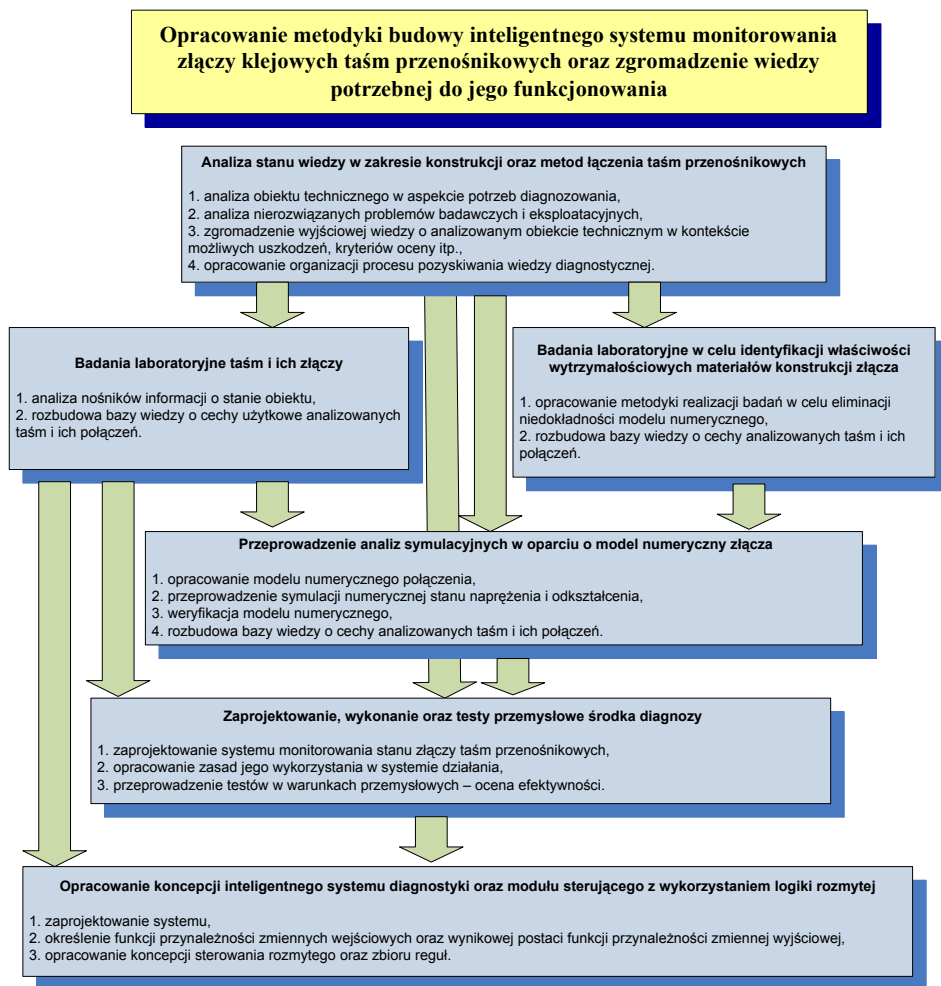 Opracowanie metodyki budowy inteligentnego systemu monitorowania
złączy klejowych taśm przenośnikowych oraz zgromadzenie wiedzy
potrzebnej do jego funkcjonowania
Analiza stanu wiedzy w zakresie konstrukcji oraz metod łączenia taśm przenośnikowych
1. analiza obiektu technicznego w aspekcie potrzeb diagnozowania,
2. analiza nierozwiązanych problemów badawczych i eksploatacyjnych,
3. zgromadzenie wyjściowej wiedzy o analizowanym obiekcie technicznym w kontekście
możliwych uszkodzeń, kryteriów oceny itp.,
4. opracowanie organizacji procesu pozyskiwania wiedzy diagnostycznej.
Badania laboratoryjne taśm i ich złączy
1. analiza nośników informacji o stanie obiektu,
2. rozbudowa bazy wiedzy o cechy użytkowe analizowanych
taśm i ich połączeń.
Badania laboratoryjne w celu identyfikacji właściwości
wytrzymałościowych materiałów konstrukcji złącza
1. opracowanie metodyki realizacji badań w celu eliminacji
niedokładności modelu numerycznego,
2. rozbudowa bazy wiedzy o cechy analizowanych taśm i ich
połączeń.
Przeprowadzenie analiz symulacyjnych w oparciu o model numeryczny złącza
1. opracowanie modelu numerycznego połączenia,
2. przeprowadzenie symulacji numerycznej stanu naprężenia i odkształcenia,
3. weryfikacja modelu numerycznego,
4. rozbudowa bazy wiedzy o cechy analizowanych taśm i ich połączeń.
Zaprojektowanie, wykonanie oraz testy przemysłowe środka diagnozy
1. zaprojektowanie systemu monitorowania stanu złączy taśm przenośnikowych,
2. opracowanie zasad jego wykorzystania w systemie działania,
3. przeprowadzenie testów w warunkach przemysłowych – ocena efektywności.
Opracowanie koncepcji inteligentnego systemu diagnostyki oraz modułu sterującego z wykorzystaniem logiki rozmytej
1. zaprojektowanie systemu,
2. określenie funkcji przynależności zmiennych wejściowych oraz wynikowej postaci funkcji przynależności zmiennej wyjściowej,
3. opracowanie koncepcji sterowania rozmytego oraz zbioru reguł.